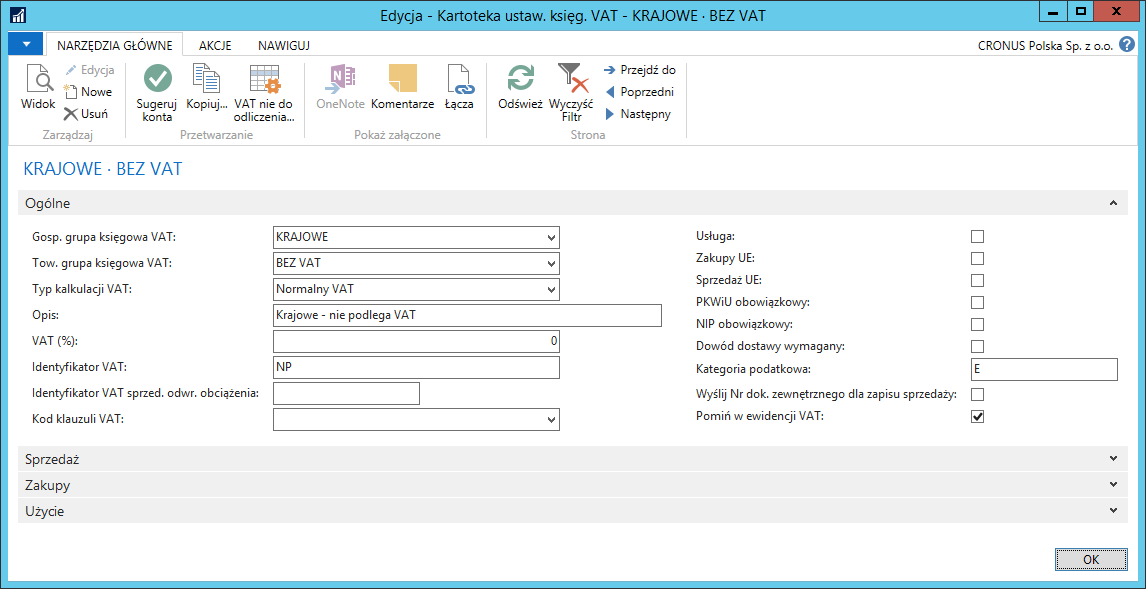 Edycja - Kartoteka ustaw. księg. VAT - KRAJOWE · BEZ VAT
NARZĘDZIA GŁÓWNE AKCJE NAWIGUJ CRONUS Polska Sp. z o.o. ?
Widok
Edycja
Nowe
Usuń
Zarządzaj
Sugeruj konta
Kopiuj...
VAT nie do odliczenia...
Przetwarzanie
OneNote
Komentarze
Łącza
Pokaż załączone
Odśwież
Wyczyść Filtr
Przejdź do
Poprzedni
Następny
Strona
KRAJOWE · BEZ VAT
Ogólne
Gosp. grupa księgowa VAT: KRAJOWE
Tow. grupa księgowa VAT: BEZ VAT
Typ kalkulacji VAT: Normalny VAT
Opis: Krajowe - nie podlega VAT
VAT (%): 0
Identyfikator VAT: NP
Identyfikator VAT sprzed. odwr. obciążenia:
Kod klauzuli VAT:
Usługa:
Zakupy UE:
Sprzedaż UE:
PKWiU obowiązkowy:
NIP obowiązkowy:
Dowód dostawy wymagany:
Kategoria podatkowa: E
Wyślij Nr dok. zewnętrznego dla zapisu sprzedaży:
Pomiń w ewidencji VAT:
Sprzedaż
Zakupy
Użycie
OK